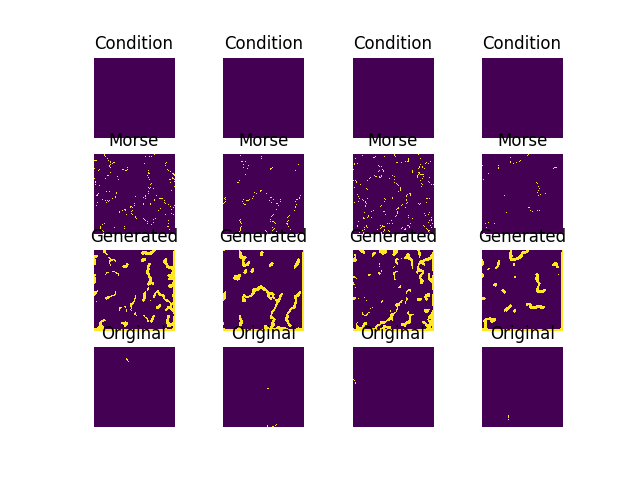 Condition Condition Condition Condition
Morse Morse Morse Morse
Generated Generated Generated Generated
Original Original Original Original